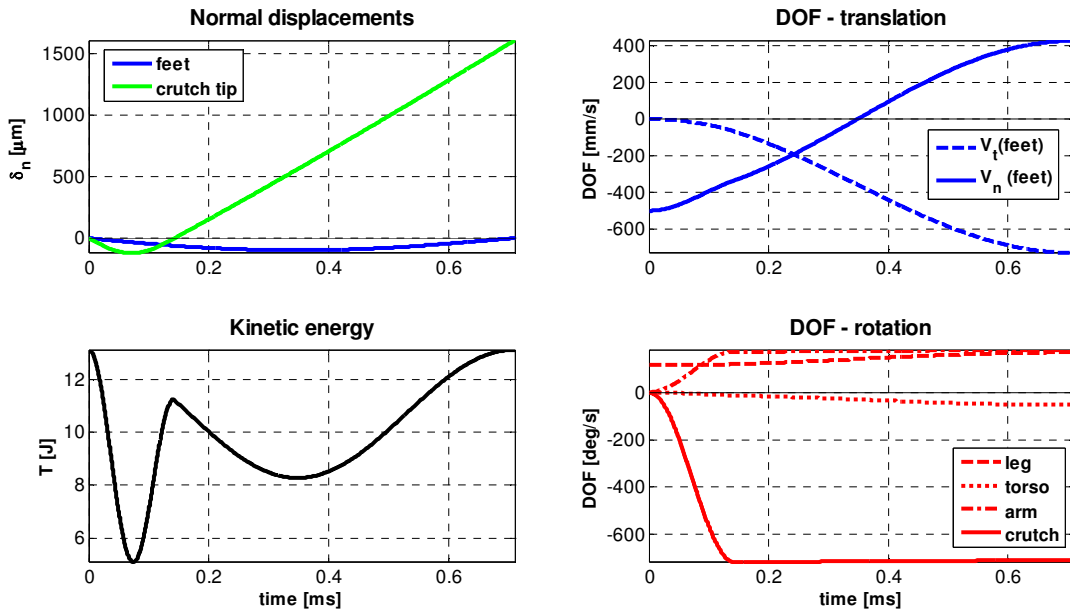 Normal displacements
1500
1000
500
0
δn [μm]
feet
crutch tip
0 0.2 0.4 0.6
DOF - translation
400
200
0
-200
-400
-600
DOF [mm/s]
Vt(feet)
Vn (feet)
0 0.2 0.4 0.6
Kinetic energy
12
10
8
6
T [J]
0 0.2 0.4 0.6
time [ms]
DOF - rotation
0
-200
-400
-600
DOF [deg/s]
leg
torso
arm
crutch
0 0.2 0.4 0.6
time [ms]